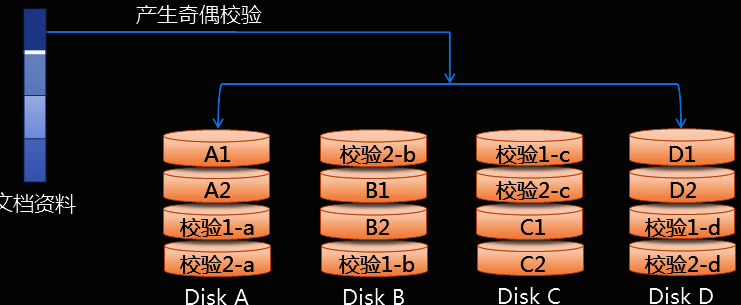 产生奇偶校验
A1
校验2-b
校验1-c
D1
A2
B1
校验2-c
D2
校验1-a
B2
C1
校验1-d
校验2-a
校验1-b
C2
校验2-d
文档资料
Disk A
Disk B
Disk C
Disk D